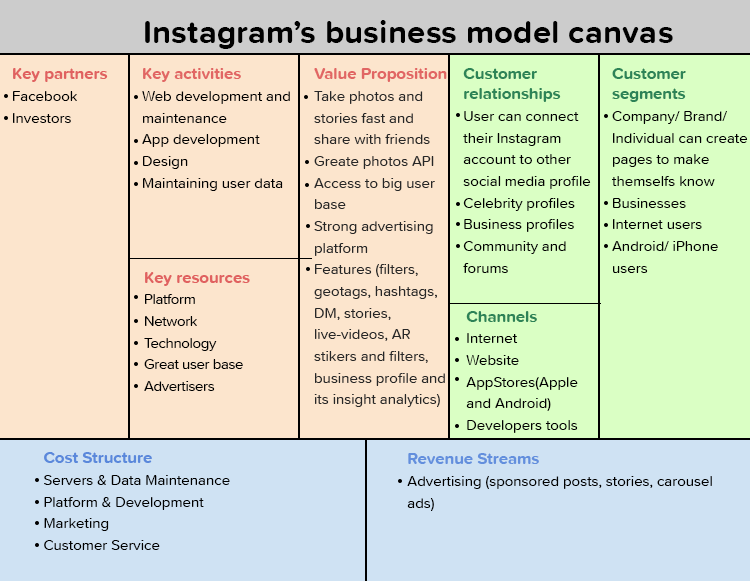 Instagram's business model canvas
Key partners
• Facebook
• Investors
Key activities
• Web development and
maintenance
• App development
• Design
• Maintaining user data
Key resources
• Platform
• Network
• Technology
• Great user base
• Advertisers
Value Proposition
• Take photos and
stories fast and
share with friends
• Greate photos API
• Access to big user
base
• Strong advertising
platform
• Features (filters,
geotags, hashtags,
DM, stories,
live-videos, AR
stikers and filters,
business profile and
its insight analytics)
Customer
relationships
• User can connect
their Instagram
account to other
social media profile
• Celebrity profiles
• Business profiles
• Community and
forums
Channels
• Internet
• Website
• AppStores(Apple
and Android)
• Developers tools
Customer
segments
• Company/ Brand/
Individual can create
pages to make
themselfs know
• Businesses
• Internet users
• Android/ iPhone
users
Cost Structure
• Servers & Data Maintenance
• Platform & Development
• Marketing
• Customer Service
Revenue Streams
• Advertising (sponsored posts, stories, carousel
ads)